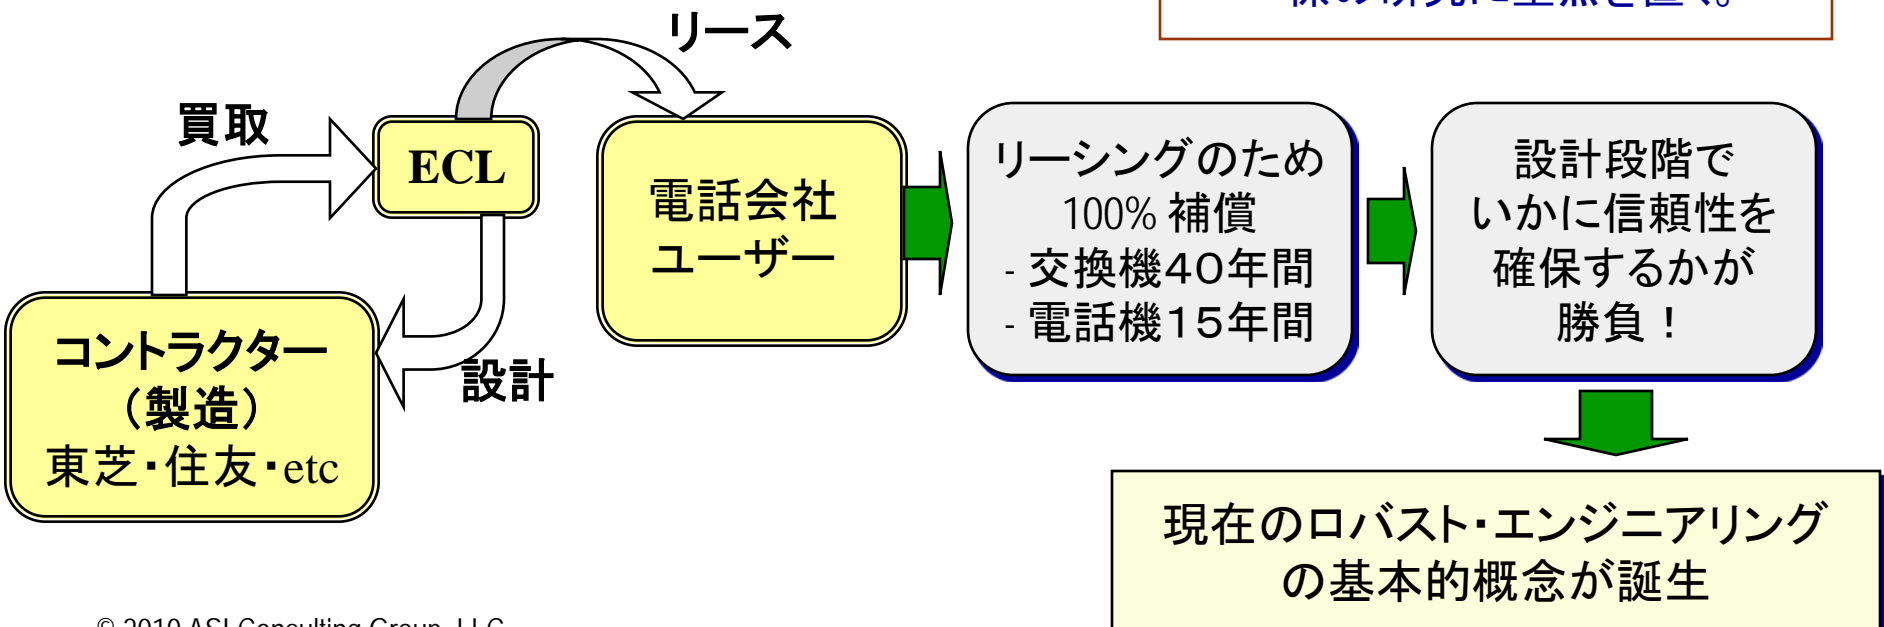 リース
買取
ECL
設計
コントラクター
（製造）
東芝・住友・etc
電話会社
ユーザー
リーシングのため
100% 補償
- 交換機４０年間
- 電話機１５年間
設計段階で
いかに信頼性を
確保するかが
勝負！
現在のロバスト・エンジニアリング
の基本的概念が誕生
© 2010 ASI Consulting Group, LLC